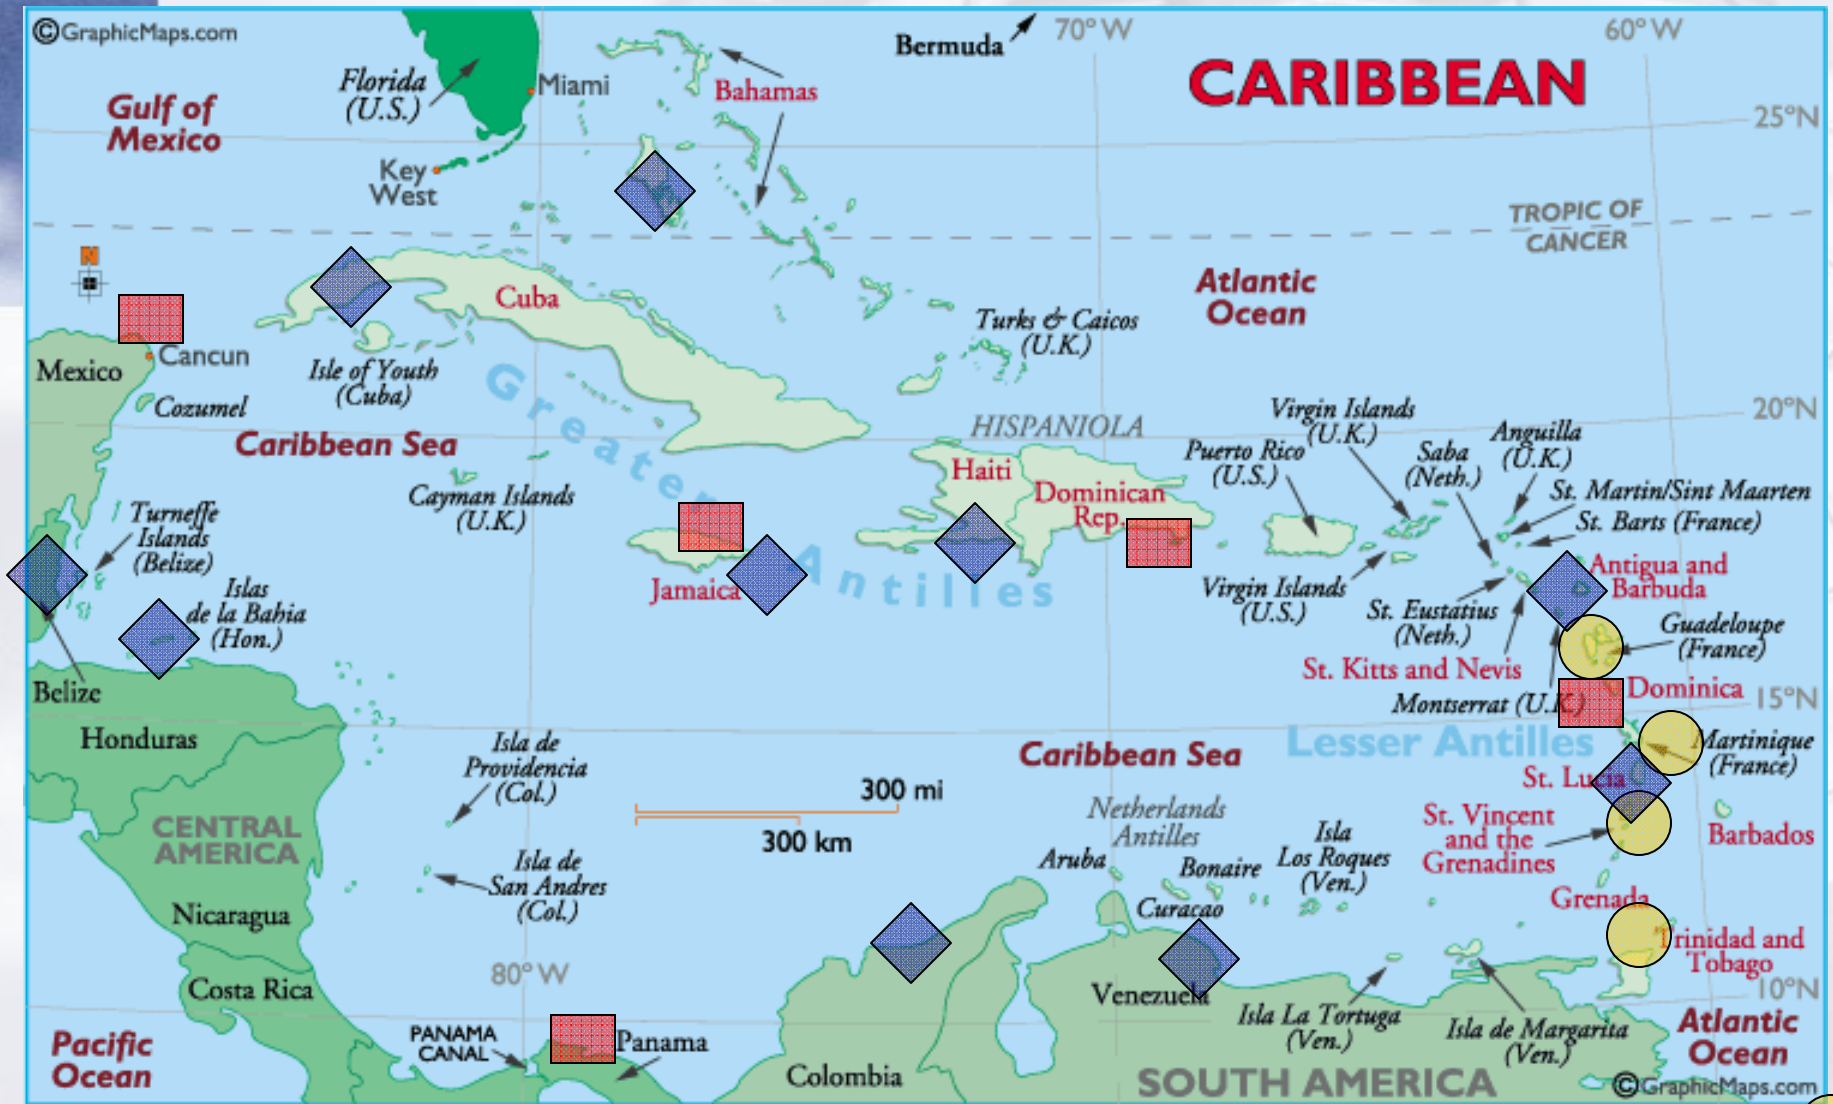 ©GraphicMaps.com
Bermuda
70°W
60°W
CARIBBEAN
Florida
(U.S.)
Miami
Bahamas
Gulf of
Mexico
25°N
Key
West
TROPIC OF
CANCER
N
Cuba
Atlantic
Ocean
Turks & Caicos
(U.K.)
Cancun
Mexico
Isle of Youth
(Cuba)
Cozumel
Greater
Antilles
20°N
Caribbean Sea
HISPANIOLA
Virgin Islands
(U.K.)
Puerto Rico
(U.S.)
Saba
(Neth.)
Anguilla
(U.K.)
Haiti
Dominican
Rep.
Cayman Islands
(U.K.)
St. Martin/Sint Maarten
St. Barts (France)
Turneffe
Islands
(Belize)
Jamaica
Virgin Islands
(U.S.)
Antigua and
Barbuda
Islas
de la Bahia
(Hon.)
St. Eustatius
(Neth.)
Guadeloupe
(France)
St. Kitts and Nevis
Belize
Montserrat (U.K.)
Dominica
15°N
Honduras
Isla de
Providencia
(Col.)
Caribbean Sea
Lesser Antilles
Martinique
(France)
St. Lucia
300 mi
300 km
Netherlands
Antilles
CENTRAL
AMERICA
St. Vincent
and the
Grenadines
Barbados
Isla de
San Andres
(Col.)
Aruba
Bonaire
Isla
Los Roques
(Ven.)
Curacao
Grenada
Nicaragua
Trinidad and
Tobago
80°W
Costa Rica
Venezuela
10°N
Isla La Tortuga
(Ven.)
Isla de Margarita
(Ven.)
Atlantic
Ocean
Pacific
Ocean
PANAMA
CANAL
Panama
Colombia
SOUTH AMERICA
©GraphicMaps.com